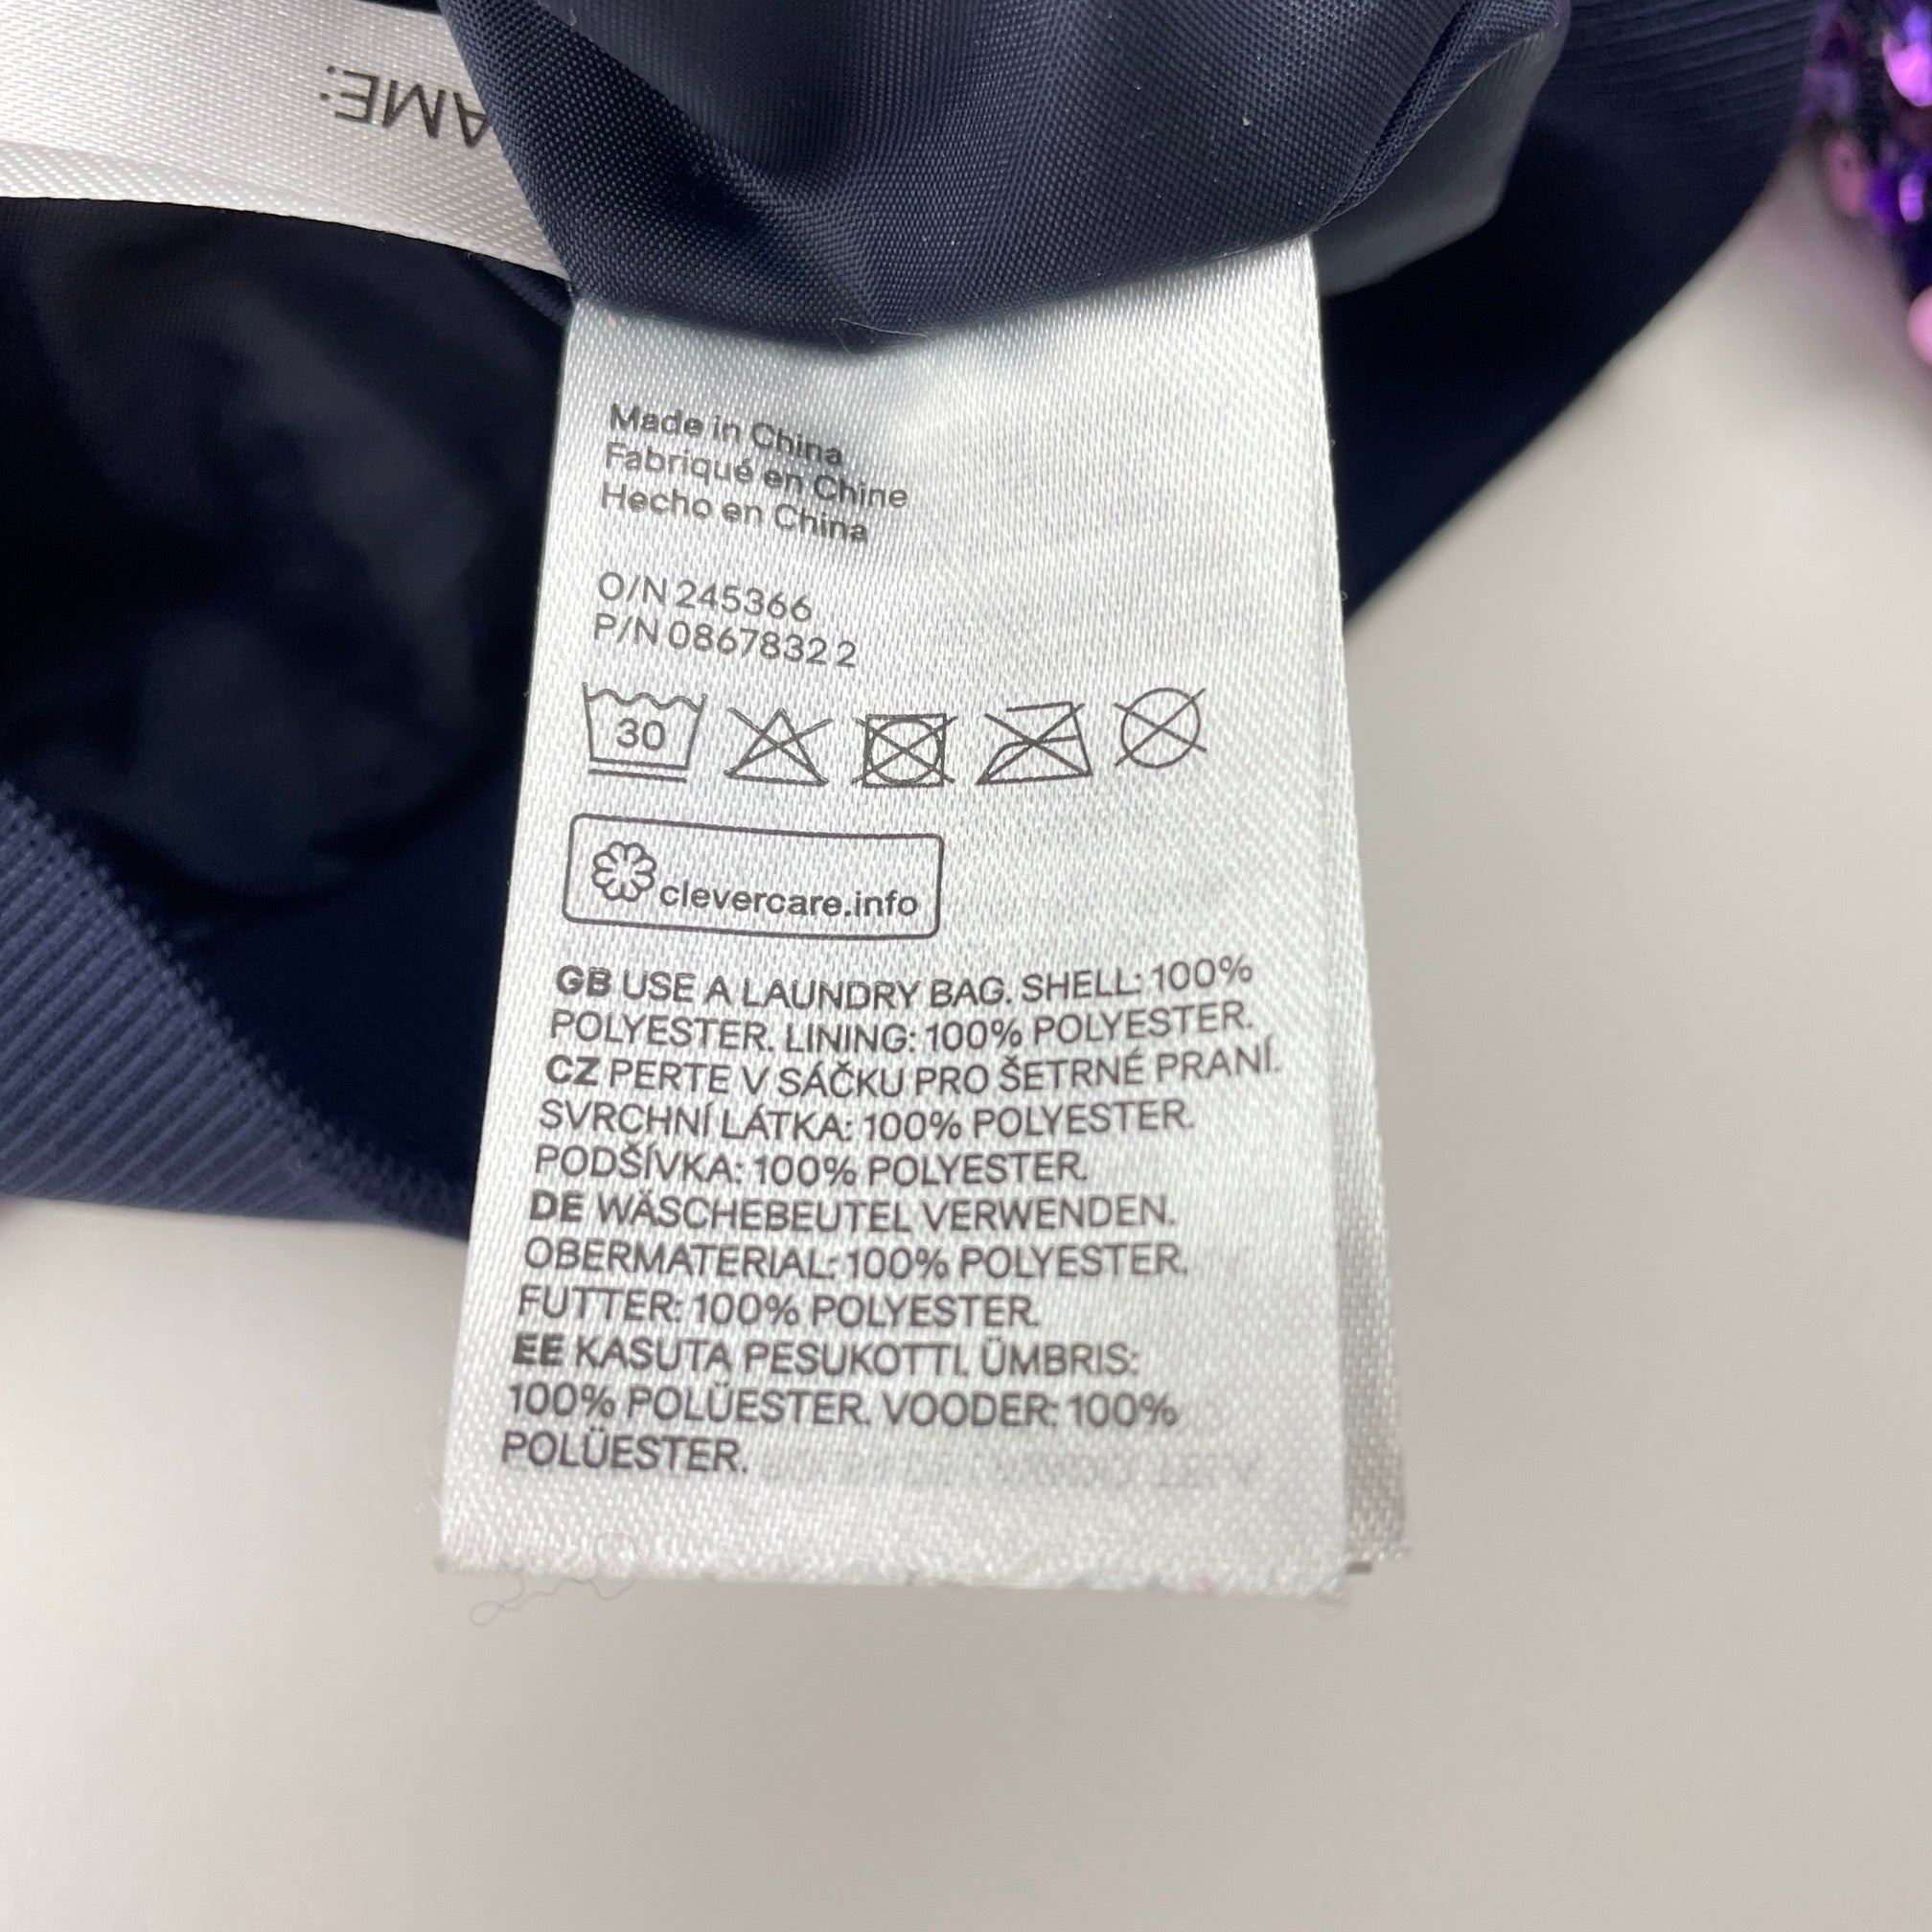 AME:
Made in China
Fabriqué en Chine
Hecho en China
O/N 245366
P/N 0867832 2
30
clevercare.info
GB USE A LAUNDRY BAG. SHELL: 100%
POLYESTER. LINING: 100% POLYESTER.
CZ PERTE V SÁČKU PRO ŠETRNÉ PRANÍ.
SVRCHNÍ LÁTKA: 100% POLYESTER.
PODŠÍVKA: 100% POLYESTER.
DE WÄSCHEBEUTEL VERWENDEN.
OBERMATERIAL: 100% POLYESTER.
FUTTER: 100% POLYESTER.
EE KASUTA PESUKOTTI. ÜMBRIS:
100% POLÜESTER. VOODER: 100%
POLÜESTER.